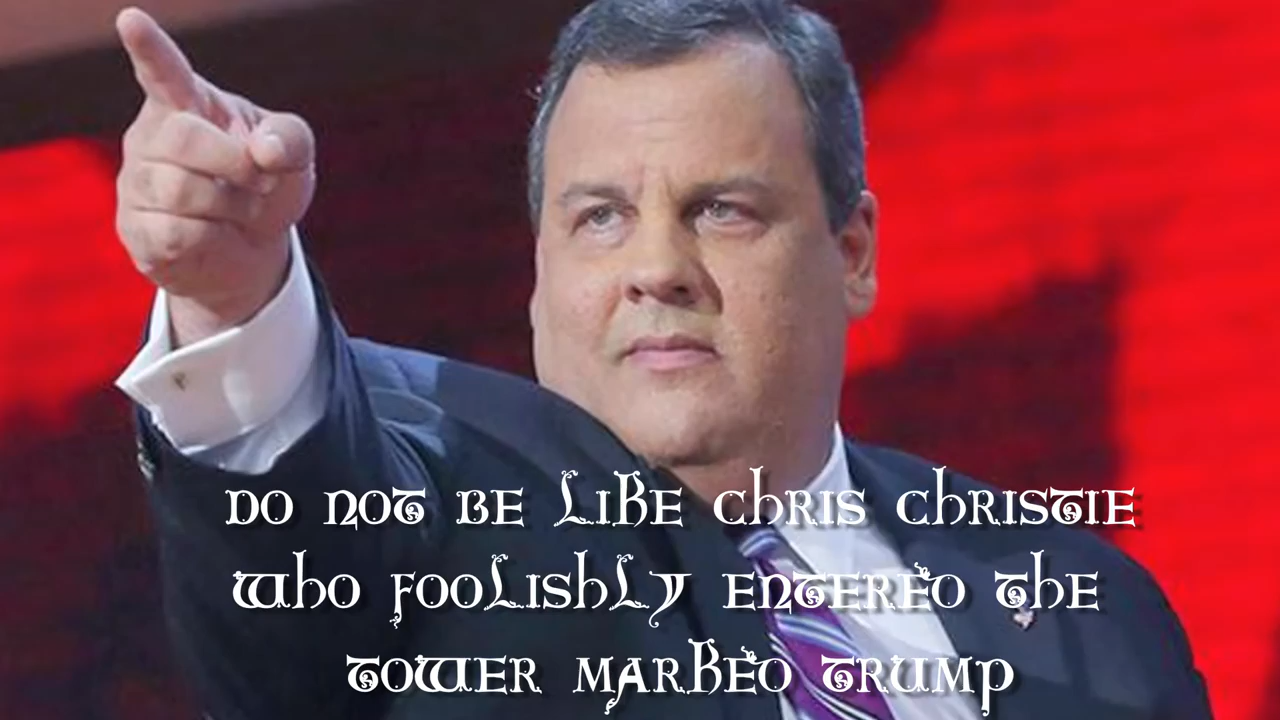 DO NOT BE LIKE CHRIS CHRISTIE
WHO FOOLISHLY ENTERED THE
TOWER MARKED TRUMP